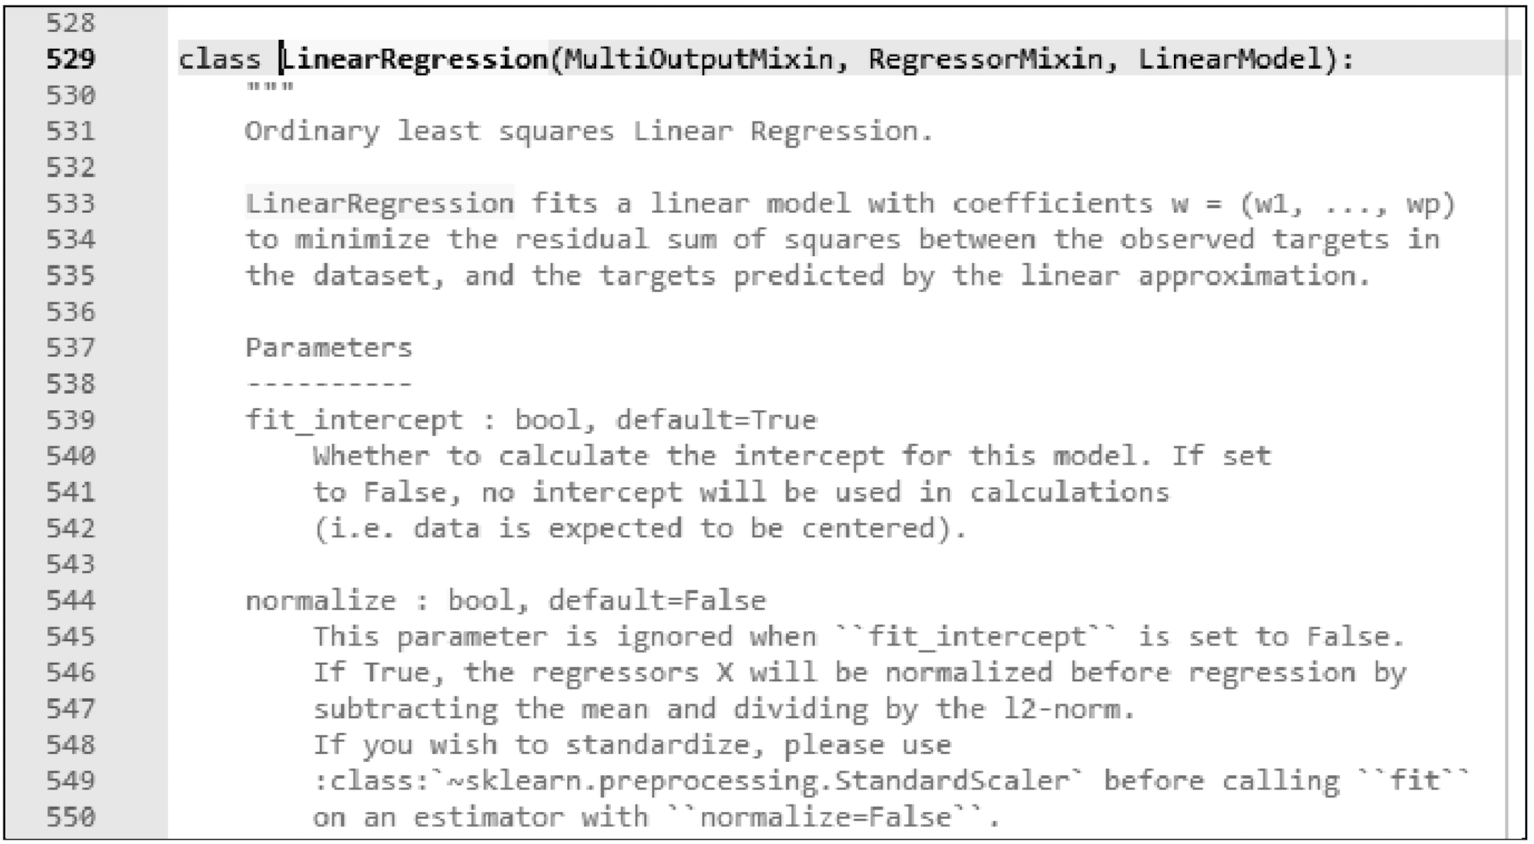 528
529 class LinearRegression(MultiOutputMixin, RegressorMixin, LinearModel):
530     """
531     Ordinary least squares Linear Regression.
532
533     LinearRegression fits a linear model with coefficients w = (w1, ..., wp)
534     to minimize the residual sum of squares between the observed targets in
535     the dataset, and the targets predicted by the linear approximation.
536
537     Parameters
538     ----------
539     fit_intercept : bool, default=True
540         Whether to calculate the intercept for this model. If set
541         to False, no intercept will be used in calculations
542         (i.e. data is expected to be centered).
543
544     normalize : bool, default=False
545         This parameter is ignored when ``fit_intercept`` is set to False.
546         If True, the regressors X will be normalized before regression by
547         subtracting the mean and dividing by the l2-norm.
548         If you wish to standardize, please use
549         :class:`~sklearn.preprocessing.StandardScaler` before calling ``fit``
550         on an estimator with ``normalize=False``.